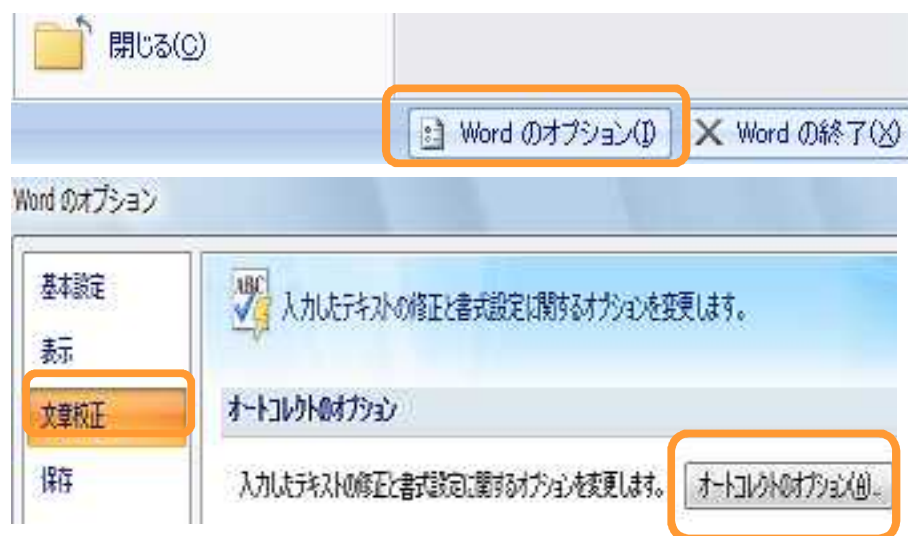 閉じる(C)
Word のオプション(I) Word の終了(X)
Word のオプション
基本設定
ABC
入力したテキストの修正と書式設定に関するオプションを変更します。
表示
文章校正
オートコレクトのオプション
保存
入力したテキストの修正と書式設定に関するオプションを変更します。 オートコレクトのオプション(A)...